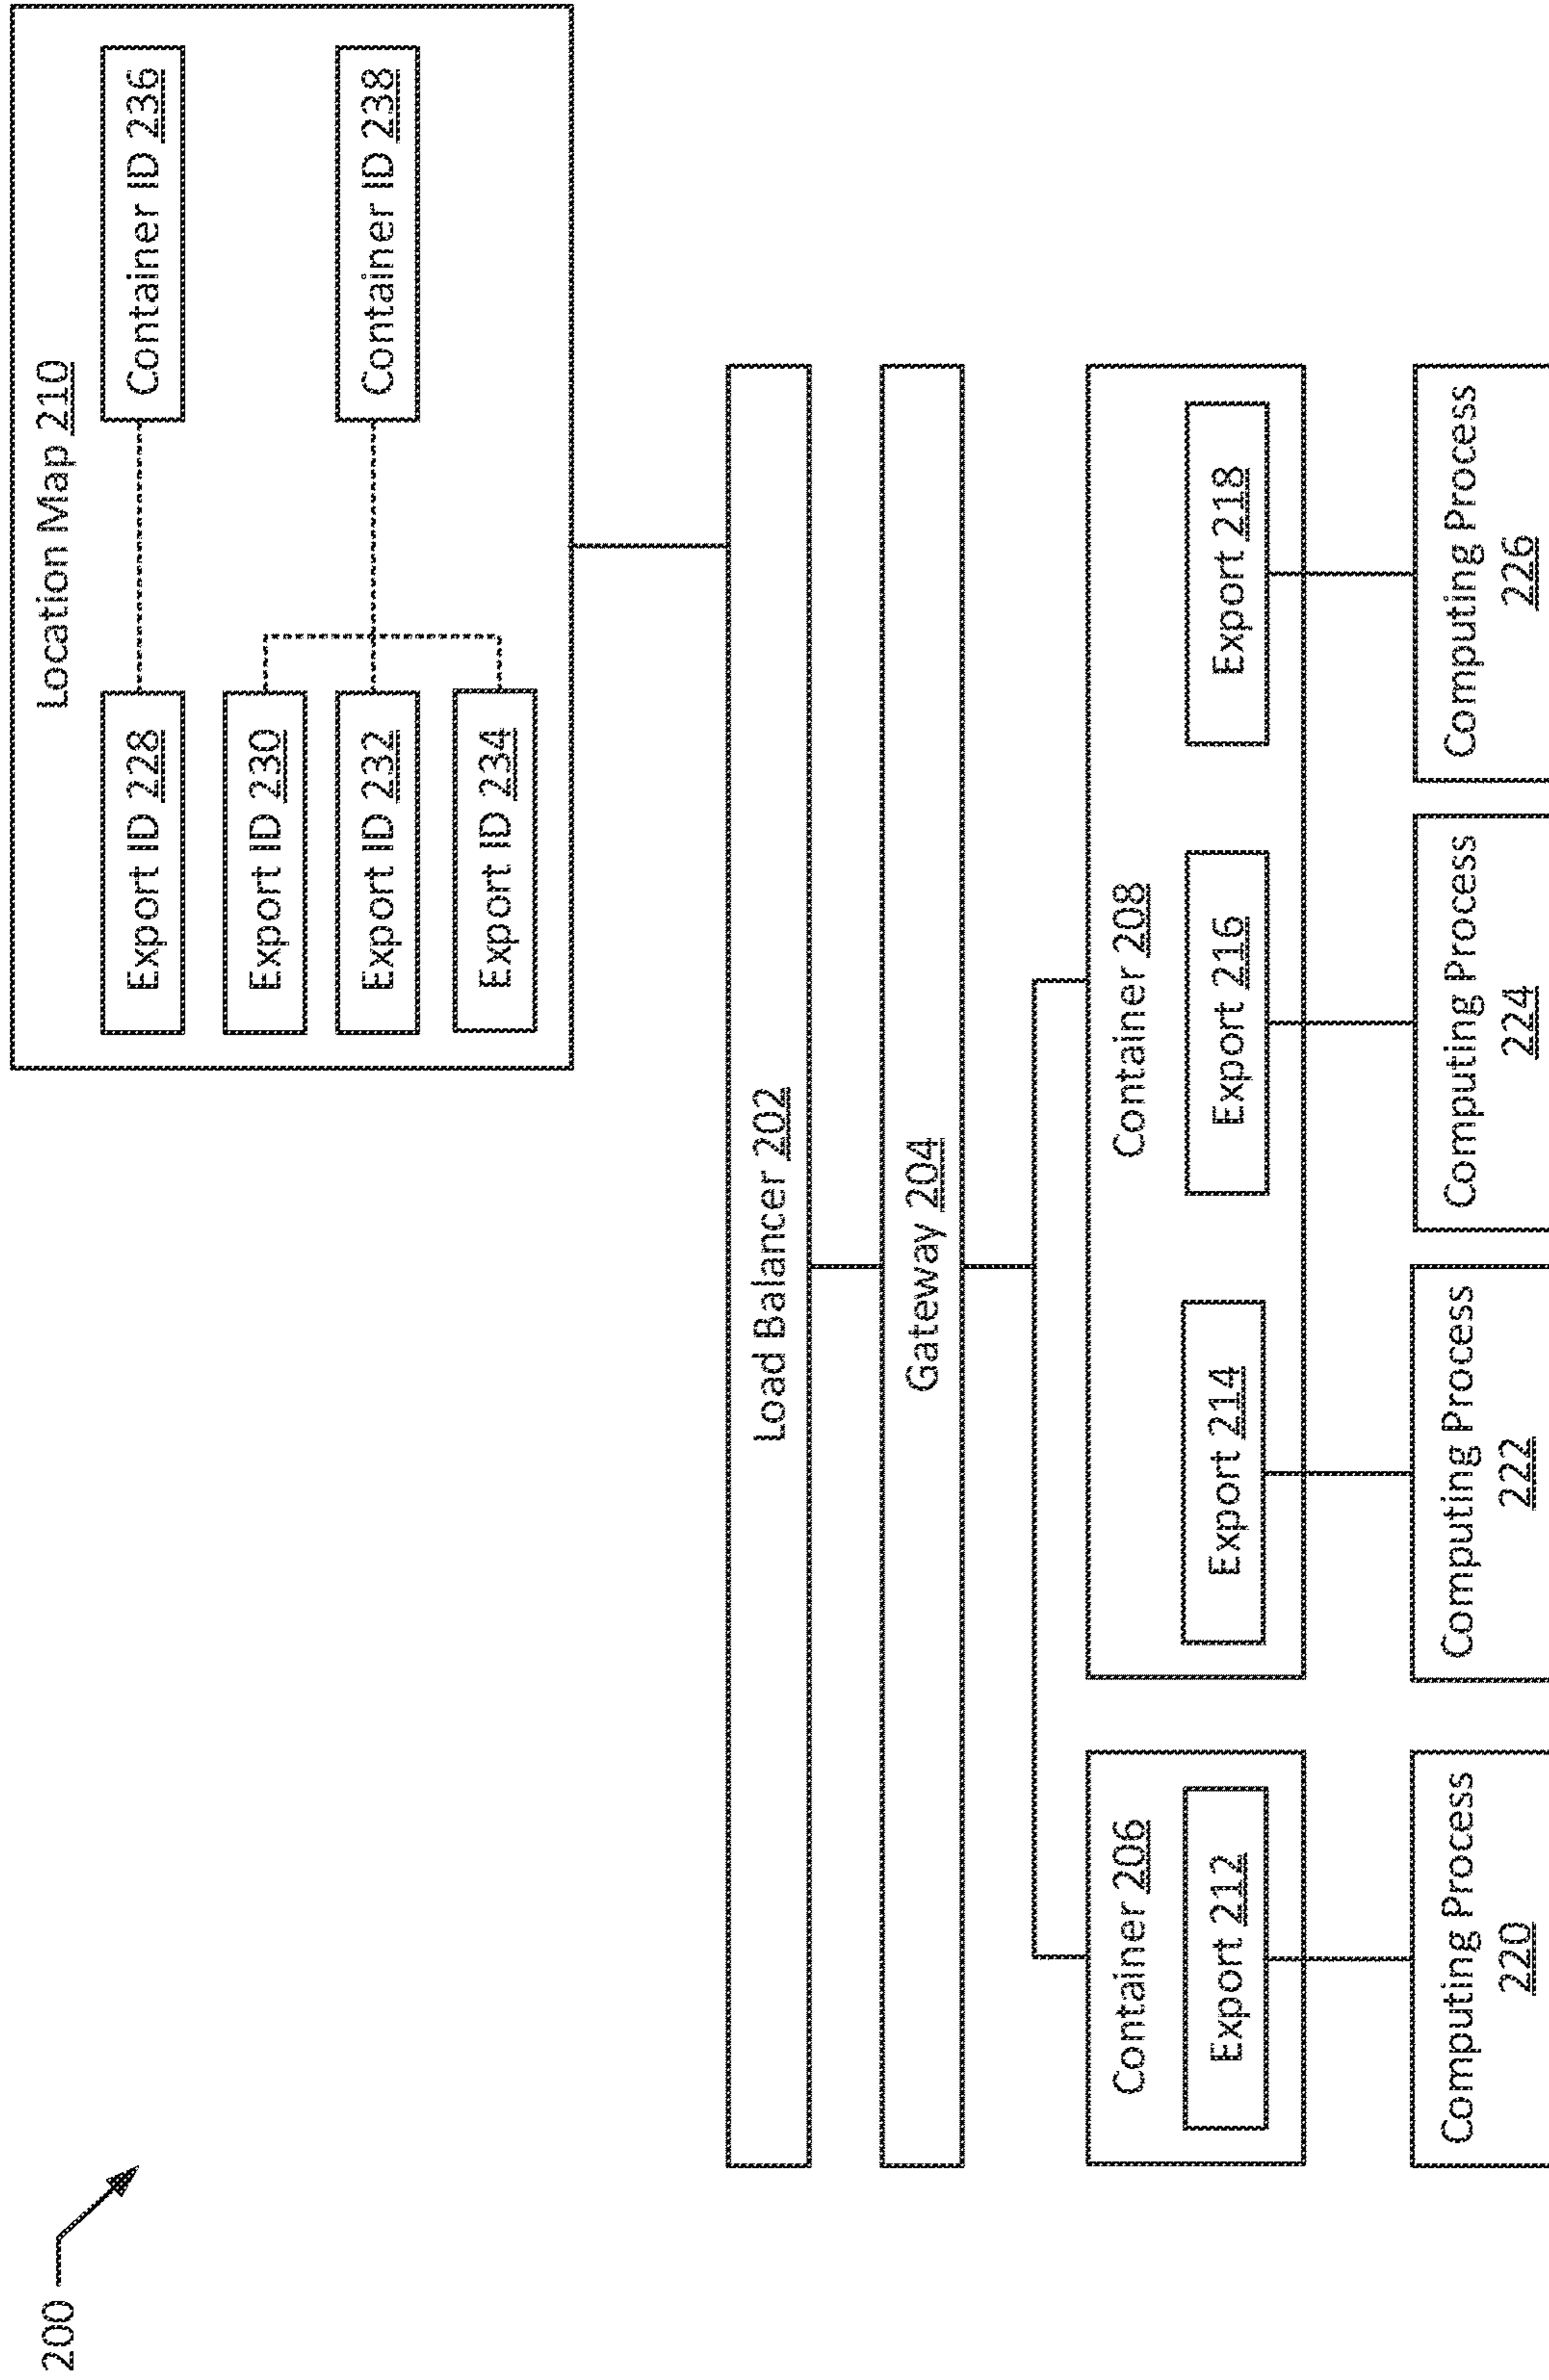 200
Location Map 210
Export ID 228
Container ID 236
Export ID 230
Export ID 232
Container ID 238
Export ID 234
Load Balancer 202
Gateway 204
Container 206
Container 208
Export 212
Export 214
Export 216
Export 218
Computing Process
220
Computing Process
222
Computing Process
224
Computing Process
226